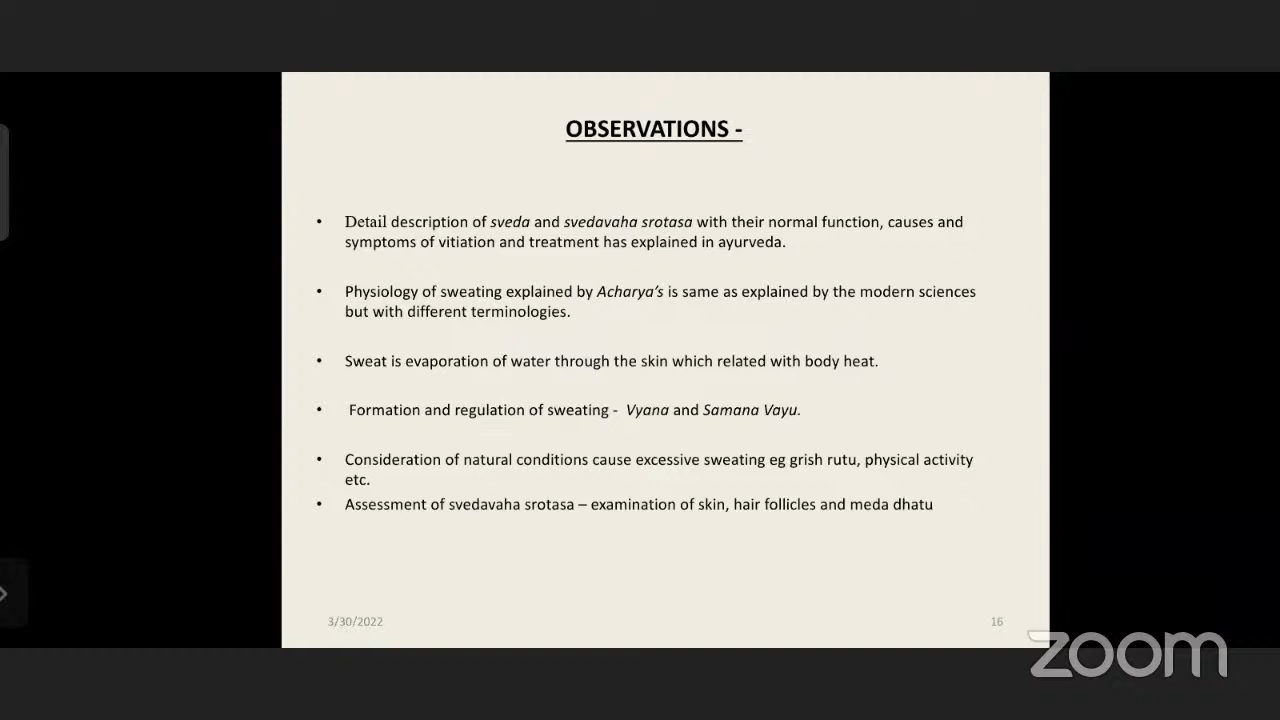 OBSERVATIONS -
• Detail description of sveda and svedavaha srotasa with their normal function, causes and
symptoms of vitiation and treatment has explained in ayurveda.
• Physiology of sweating explained by Acharya's is same as explained by the modern sciences
but with different terminologies.
• Sweat is evaporation of water through the skin which related with body heat.
• Formation and regulation of sweating - Vyana and Samana Vayu.
• Consideration of natural conditions cause excessive sweating eg grish rutu, physical activity
etc.
• Assessment of svedavaha srotasa – examination of skin, hair follicles and meda dhatu
3/30/2022
16
zoom